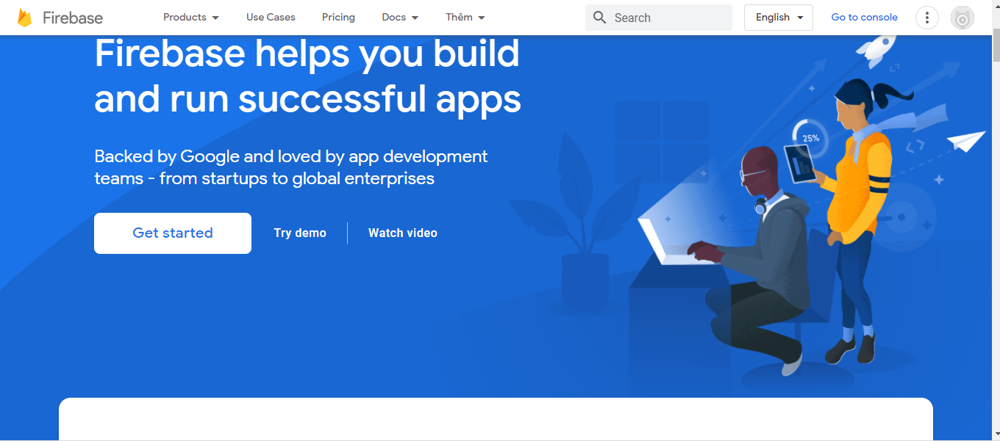 Firebase Products Use Cases Pricing Docs Thêm Search English Go to console
Firebase helps you build
and run successful apps
Backed by Google and loved by app development
teams - from startups to global enterprises
Get started Try demo Watch video
25%